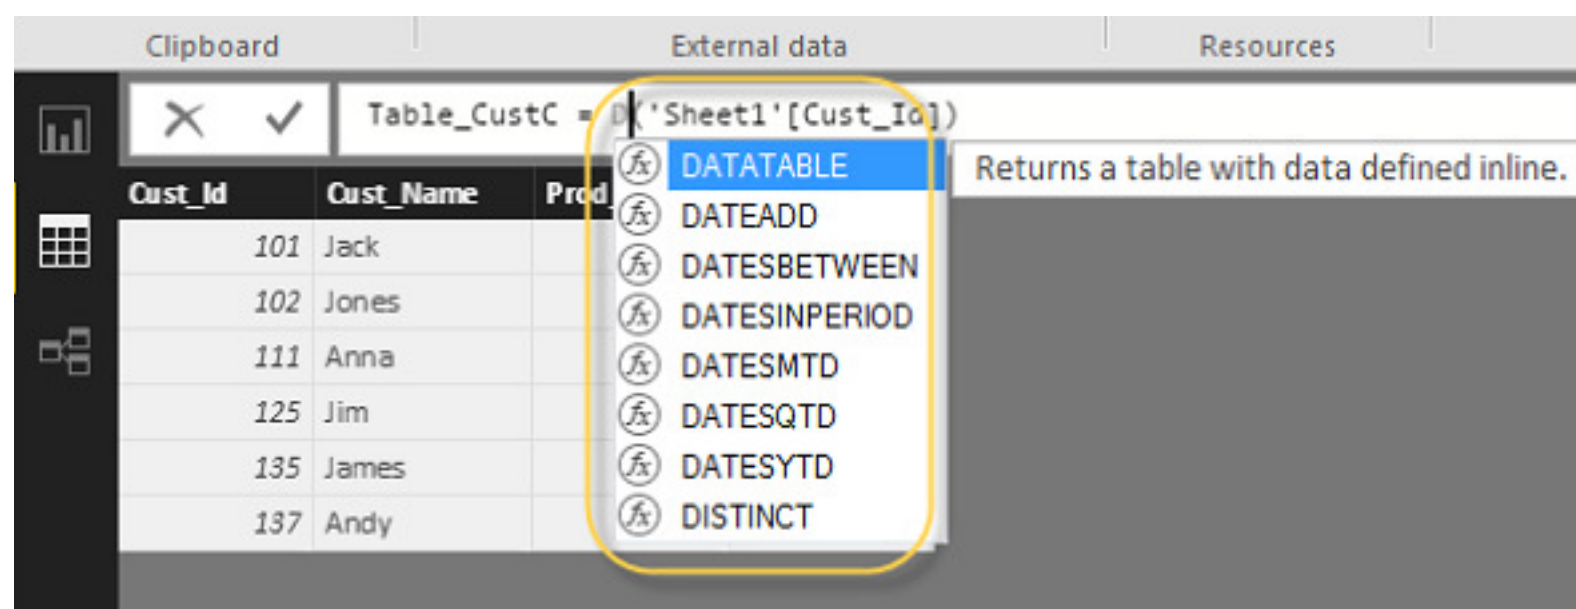 Clipboard External data Resources
Table_CustC = D('Sheet1'[Cust_Id])
DATATABLE Returns a table with data defined inline.
Cust_Id Cust_Name Prod_
DATEADD
101 Jack
DATESBETWEEN
102 Jones
DATESINPERIOD
111 Anna
DATESMTD
125 Jim
DATESQTD
135 James
DATESYTD
137 Andy
DISTINCT